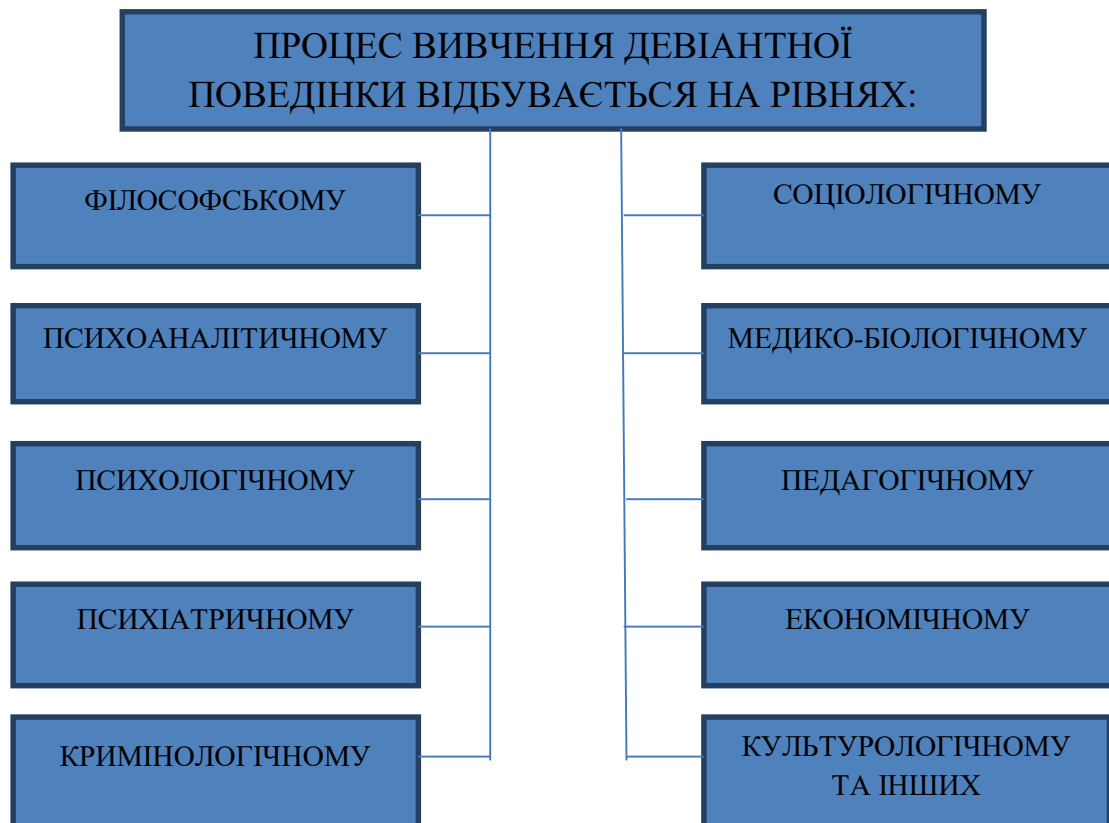 ПРОЦЕС ВИВЧЕННЯ ДЕВІАНТНОЇ
ПОВЕДІНКИ ВІДБУВАЄТЬСЯ НА РІВНЯХ:
ФІЛОСОФСЬКОМУ
СОЦІОЛОГІЧНОМУ
ПСИХОАНАЛІТИЧНОМУ
МЕДИКО-БІОЛОГІЧНОМУ
ПСИХОЛОГІЧНОМУ
ПЕДАГОГІЧНОМУ
ПСИХІАТРИЧНОМУ
ЕКОНОМІЧНОМУ
КРИМІНОЛОГІЧНОМУ
КУЛЬТУРОЛОГІЧНОМУ
ТА ІНШИХ